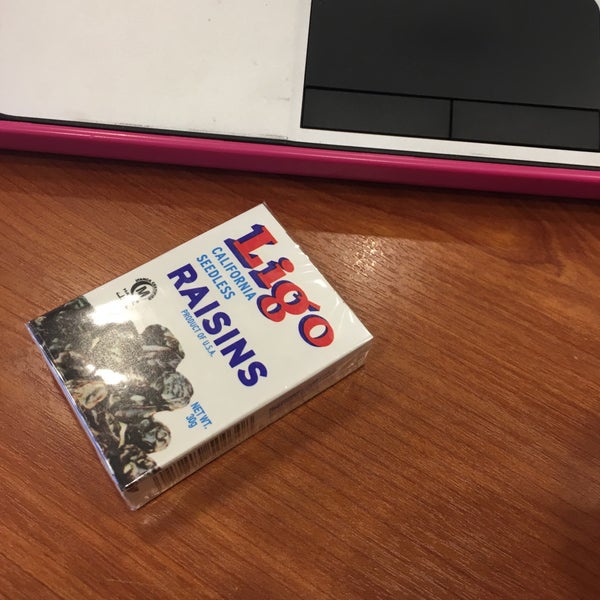 Ligo
CALIFORNIA
SEEDLESS
RAISINS
PRODUCT OF U.S.A.
NET WT.
30g
M